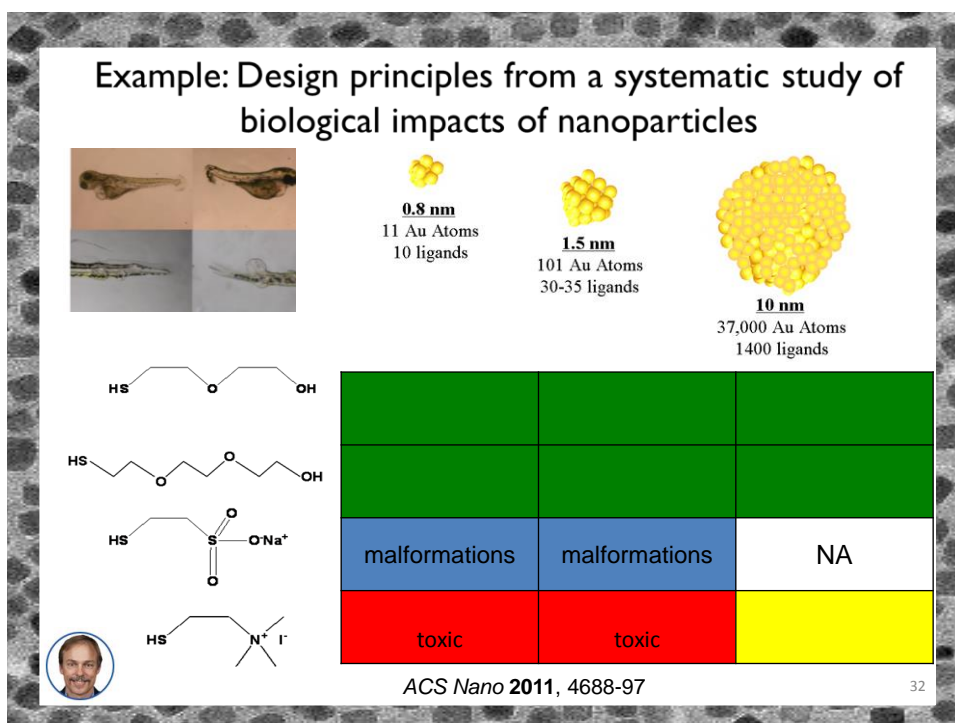 Example: Design principles from a systematic study of
biological impacts of nanoparticles
0.8 nm
11 Au Atoms
10 ligands
1.5 nm
101 Au Atoms
30-35 ligands
10 nm
37,000 Au Atoms
1400 ligands
HS O OH
HS O O OH
HS S O O O⁻Na⁺
malformations malformations NA
HS N⁺ I⁻
toxic toxic
ACS Nano 2011, 4688-97
32